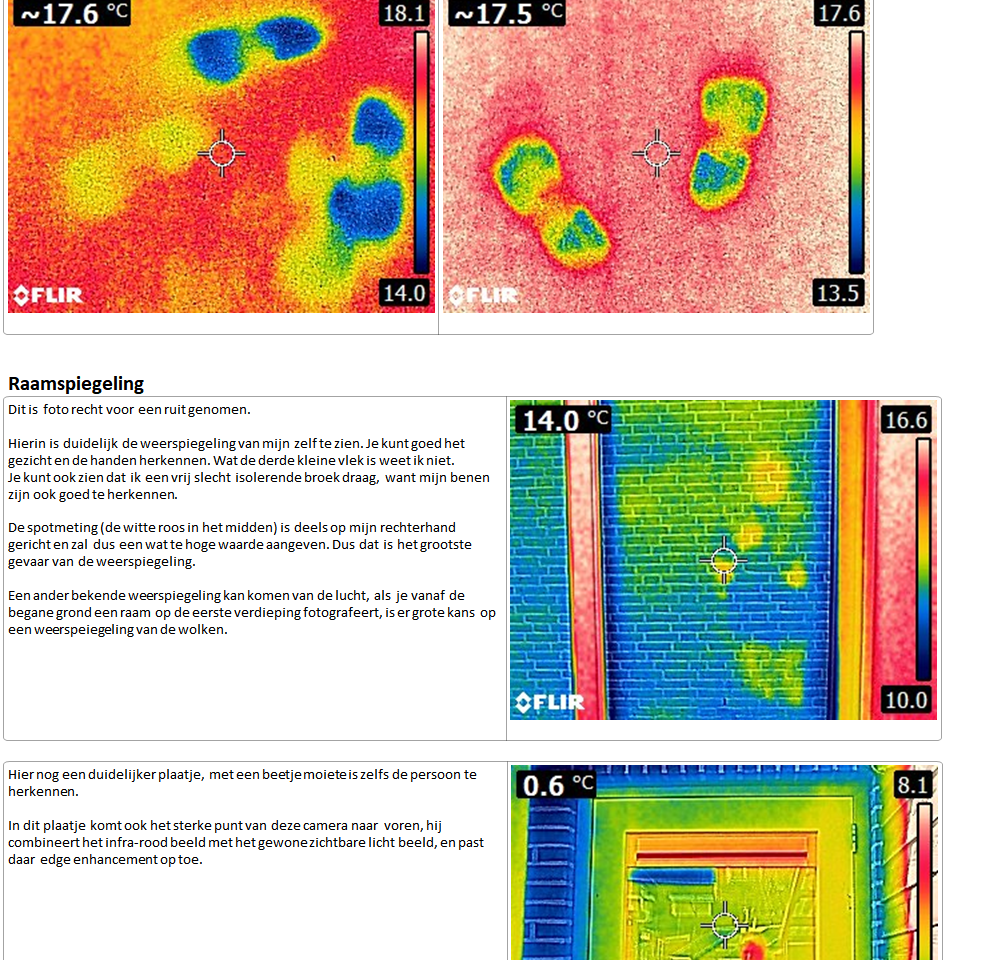 ~17.6 °C
18.1
FLIR
14.0
~17.5 °C
17.6
FLIR
13.5
Raamspiegeling
Dit is foto recht voor een ruit genomen.
Hierin is duidelijk de weerspiegeling van mijn zelf te zien. Je kunt goed het
gezicht en de handen herkennen. Wat de derde kleine vlek is weet ik niet.
Je kunt ook zien dat ik een vrij slecht isolerende broek draag, want mijn benen
zijn ook goed te herkennen.
De spotmeting (de witte roos in het midden) is deels op mijn rechterhand
gericht en zal dus een wat te hoge waarde aangeven. Dus dat is het grootste
gevaar van de weerspiegeling.
Een ander bekende weerspiegeling kan komen van de lucht, als je vanaf de
begane grond een raam op de eerste verdieping fotografeert, is er grote kans op
een weerspeiegeling van de wolken.
14.0 °C
16.6
FLIR
10.0
Hier nog een duidelijker plaatje, met een beetje moiete is zelfs de persoon te
herkennen.
In dit plaatje komt ook het sterke punt van deze camera naar voren, hij
combineert het infra-rood beeld met het gewone zichtbare licht beeld, en past
daar edge enhancement op toe.
0.6 °C
8.1